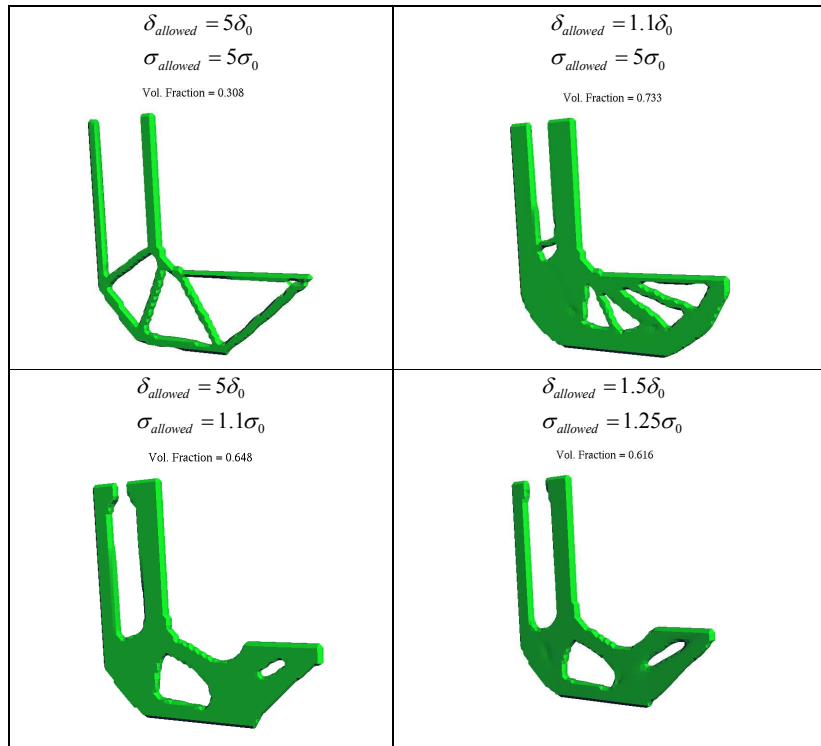 δallowed = 5δ0
σallowed = 5σ0
Vol. Fraction = 0.308
δallowed = 1.1δ0
σallowed = 5σ0
Vol. Fraction = 0.733
δallowed = 5δ0
σallowed = 1.1σ0
Vol. Fraction = 0.648
δallowed = 1.5δ0
σallowed = 1.25σ0
Vol. Fraction = 0.616